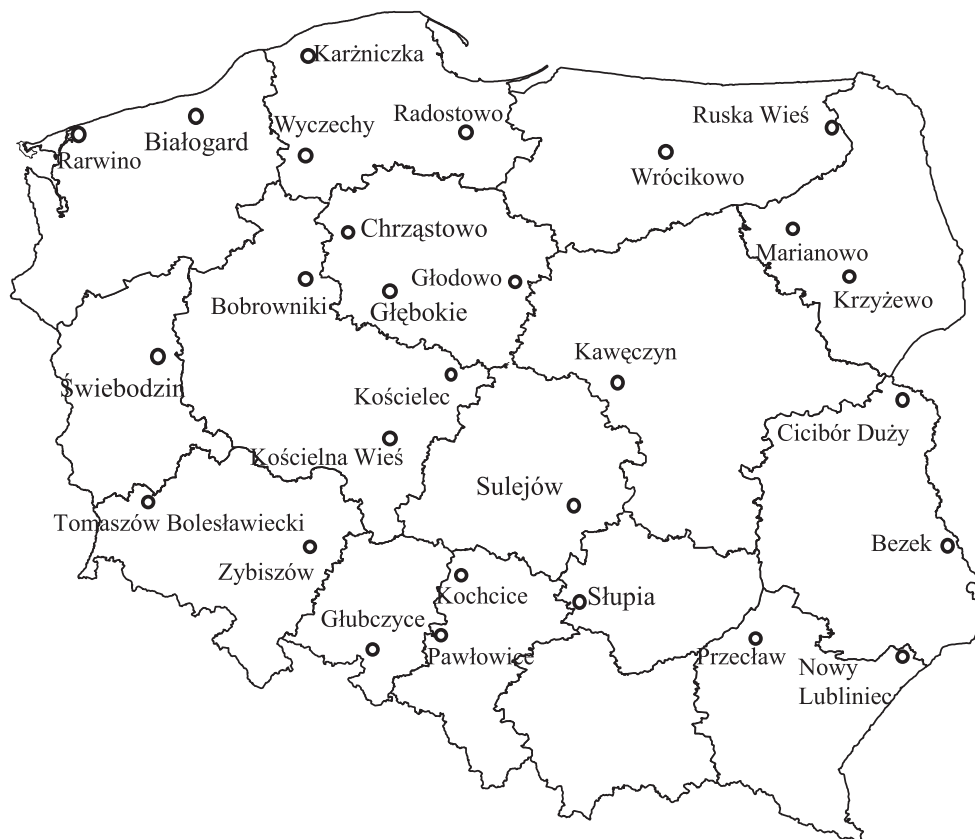 Karżniczka
Radostowo
Ruska Wieś
Białogard
Wyczechy
Rarwino
Wrócikowo
Chrząstowo
Marianowo
Głodowo
Krzyżewo
Bobrowniki
Głębokie
Kawęczyn
Świebodzin
Kościelec
Cicibór Duży
Kościelna Wieś
Sulejów
Tomaszów Bolesławiecki
Bezek
Zybiszów
Kochcice
Słupia
Głubczyce
Pawłowice
Przecław
Nowy
Lubliniec